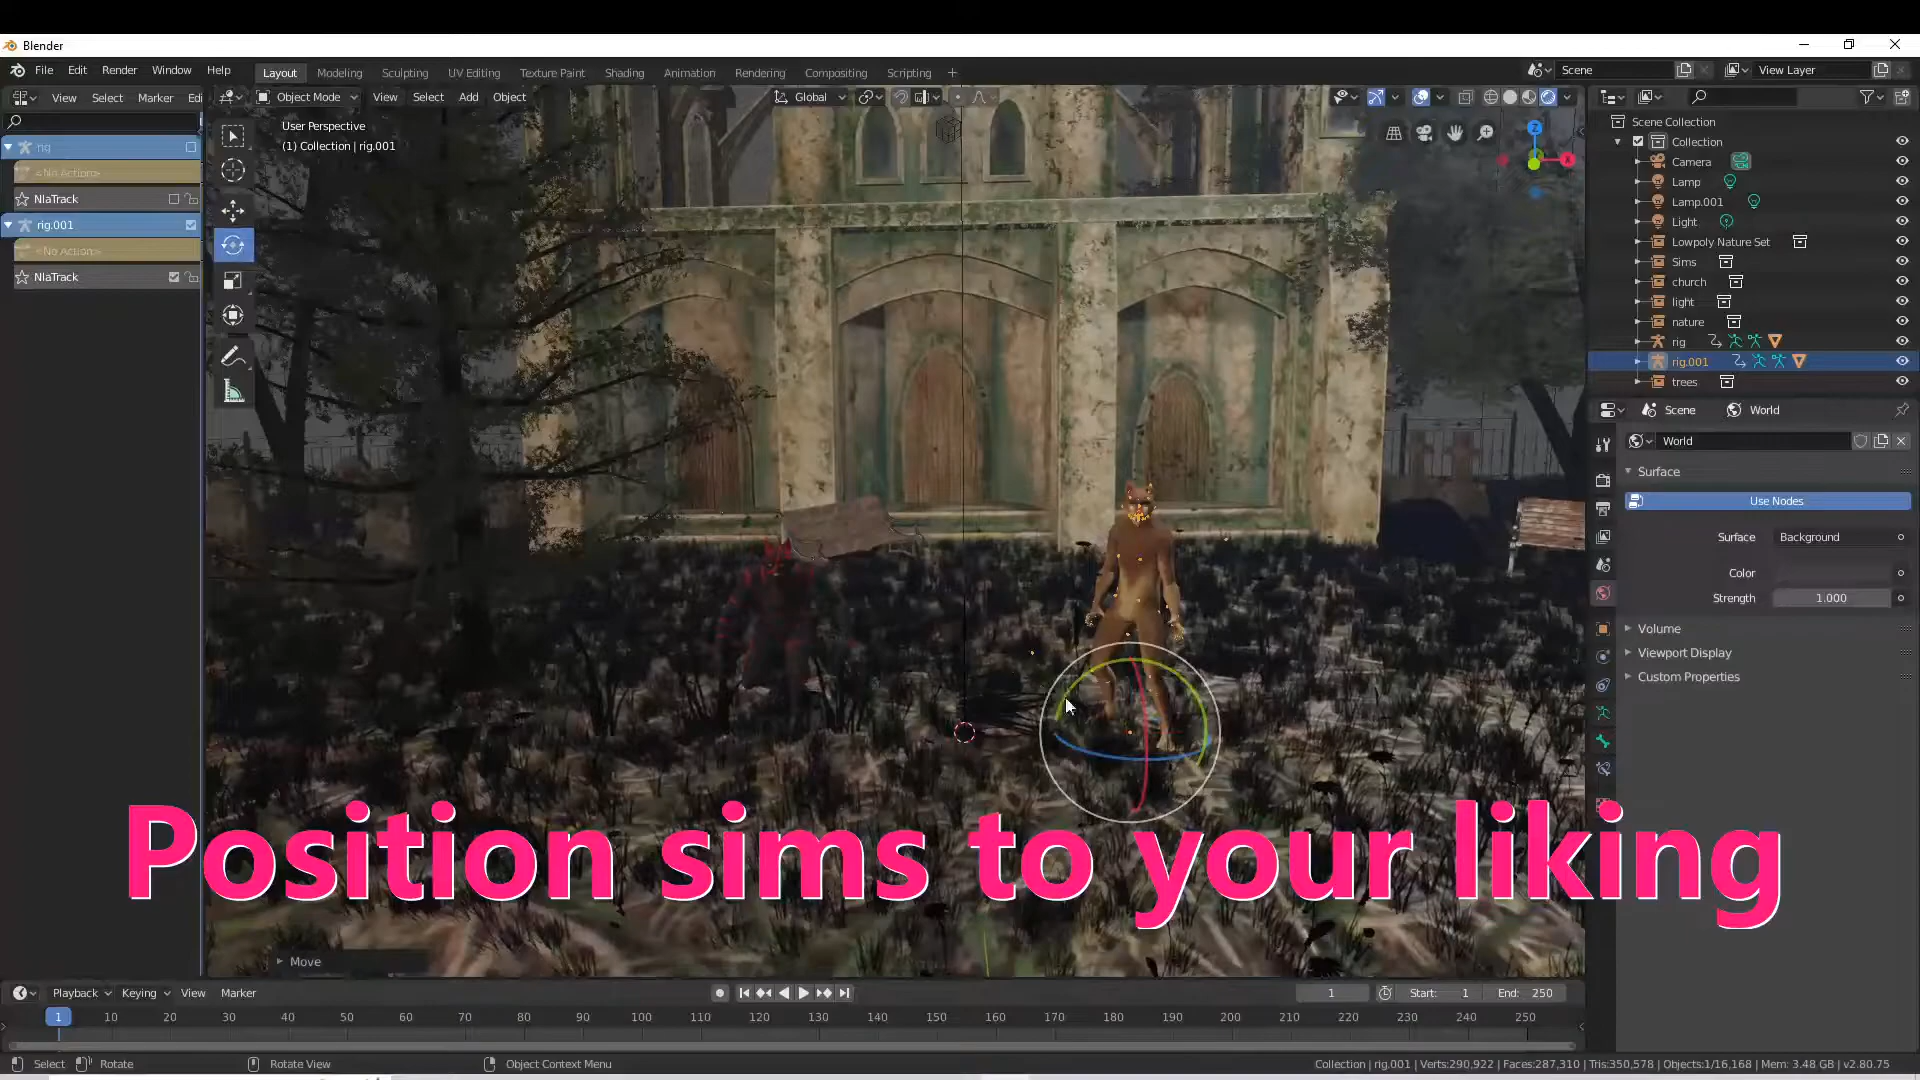 Blender
File Edit Render Window Help
Layout Modeling Sculpting UV Editing Texture Paint Shading Animation Rendering Compositing Scripting +
Scene
View Layer
View Select Marker Edi
Object Mode View Select Add Object
Global
User Perspective
(1) Collection | rig.001
rig
<No Action>
NlaTrack
rig.001
<No Action>
NlaTrack
Z
X
Scene Collection
Collection
Camera
Lamp
Lamp.001
Light
Lowpoly Nature Set
Sims
church
light
nature
rig
rig.001
trees
Scene World
World
Surface
Use Nodes
Surface Background
Color
Strength 1.000
Volume
Viewport Display
Custom Properties
Position sims to your liking
Move
Playback Keying View Marker
1 Start: 1 End: 250
1 10 20 30 40 50 60 70 80 90 100 110 120 130 140 150 160 170 180 190 200 210 220 230 240 250
Select Rotate Rotate View Object Context Menu
Collection | rig.001 | Verts:290,922 | Faces:287,310 | Tris:350,578 | Objects:1/16,168 | Mem: 3.48 GB | v2.80.75